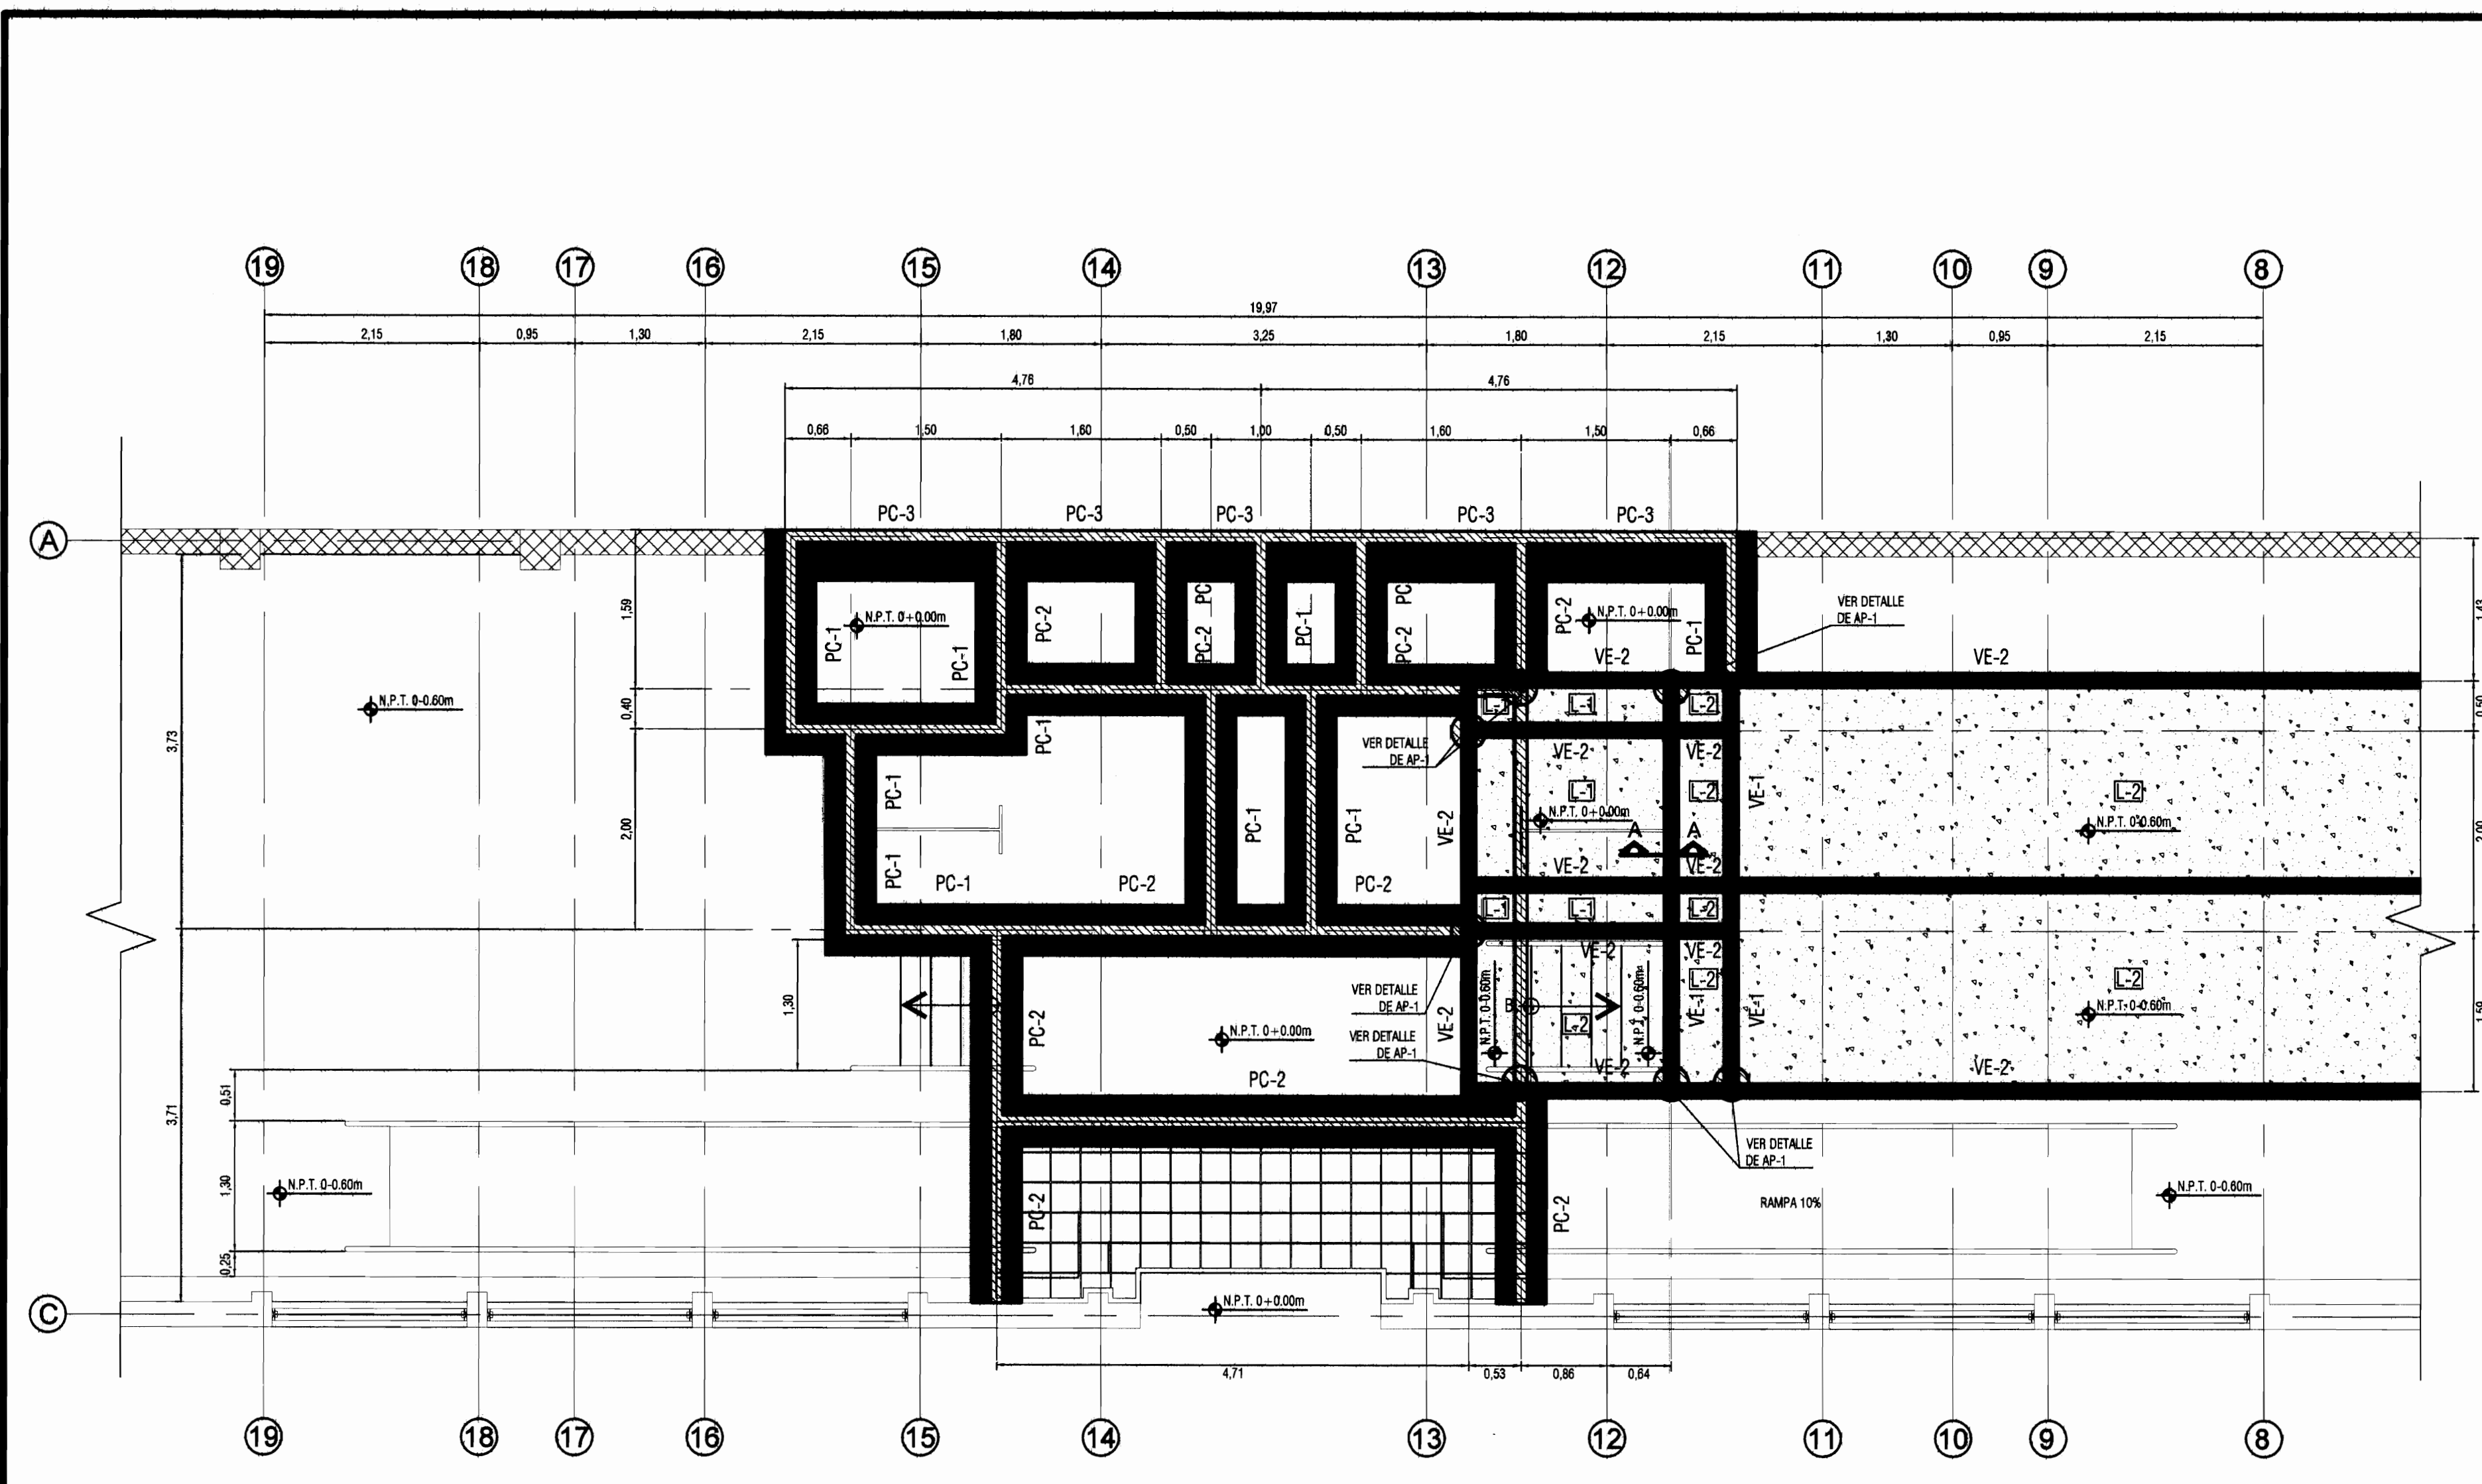 19 18 17 16 15 14 13 12 11 10 9 8
19,97
2,15 0,95 1,30 2,15 1,80 3,25 1,80 2,15 1,30 0,95 2,15
4,76 4,76
0,66 1,50 1,60 0,50 1,00 0,50 1,60 1,50 0,66
PC-3 PC-3 PC-3 PC-3 PC-3
A
1,59
1,43
PC-1
N.P.T. 0+0.00m
PC-1
PC-2
PC-2 PC
PC-1
PC-2 PC
PC-2
N.P.T. 0+0.00m
PC-1
VE-2
VER DETALLE
DE AP-1
VE-2
N.P.T. 0-0.60m
0,40
0,50
3,73
L-1 L-1 L-2
PC-1
VER DETALLE
DE AP-1
VE-2 VE-2
PC-1
L-1 L-2
VE-1
L-2
2,00
N.P.T. 0+0.00m
PC-1
PC-1
VE-2
A A
N.P.T. 0-0.60m
2,00
PC-1
PC-1 PC-2 PC-2
VE-2 VE-2
L-1 L-1 L-2
VE-2 VE-2
1,30
VER DETALLE
DE AP-1
L-2
L-2
N.P.T. 0-0.60m
B
N.P.T. 0-0.60m
VE-1
VE-1
N.P.T. 0-0.60m
1,59
PC-2
N.P.T. 0+0.00m
VE-2
L-2
VER DETALLE
DE AP-1
PC-2
VE-2
VE-2
0,51
3,71
VER DETALLE
DE AP-1
1,30
N.P.T. 0-0.60m
PC-2
PC-2
RAMPA 10%
N.P.T. 0-0.60m
0,25
C
N.P.T. 0+0.00m
4,71 0,53 0,86 0,64
19 18 17 16 15 14 13 12 11 10 9 8